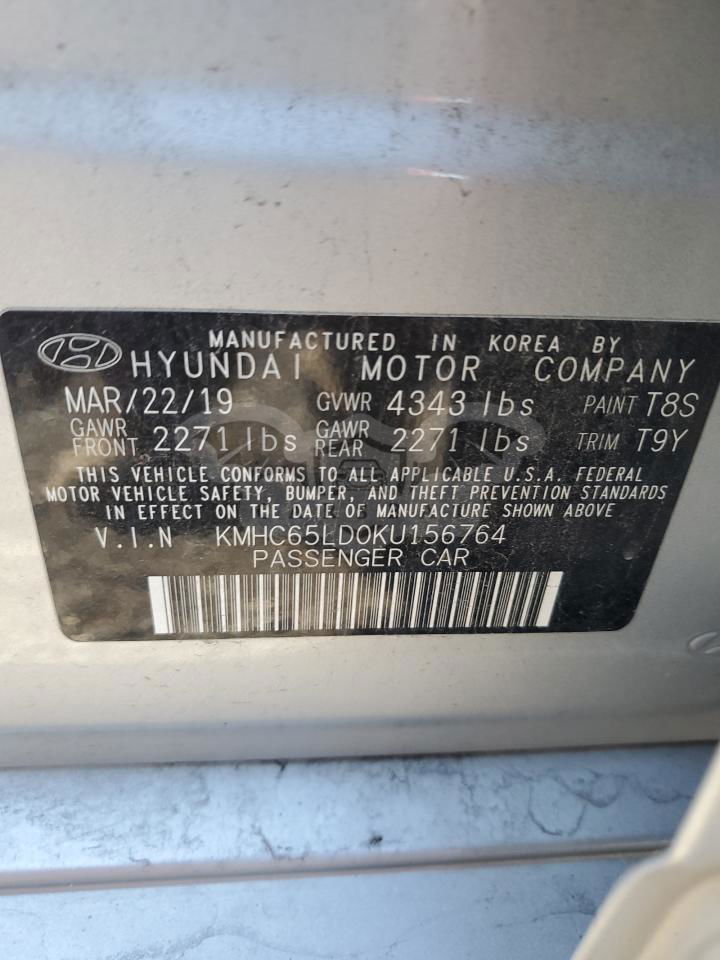 MANUFACTURED IN KOREA BY
HYUNDAI MOTOR COMPANY
MAR/22/19 GVWR 4343 lbs PAINT T8S
GAWR FRONT 2271 lbs GAWR REAR 2271 lbs TRIM T9Y
THIS VEHICLE CONFORMS TO ALL APPLICABLE U.S.A. FEDERAL
MOTOR VEHICLE SAFETY, BUMPER, AND THEFT PREVENTION STANDARDS
IN EFFECT ON THE DATE OF MANUFACTURE SHOWN ABOVE
V.I.N KMHC65LD0KU156764
PASSENGER CAR